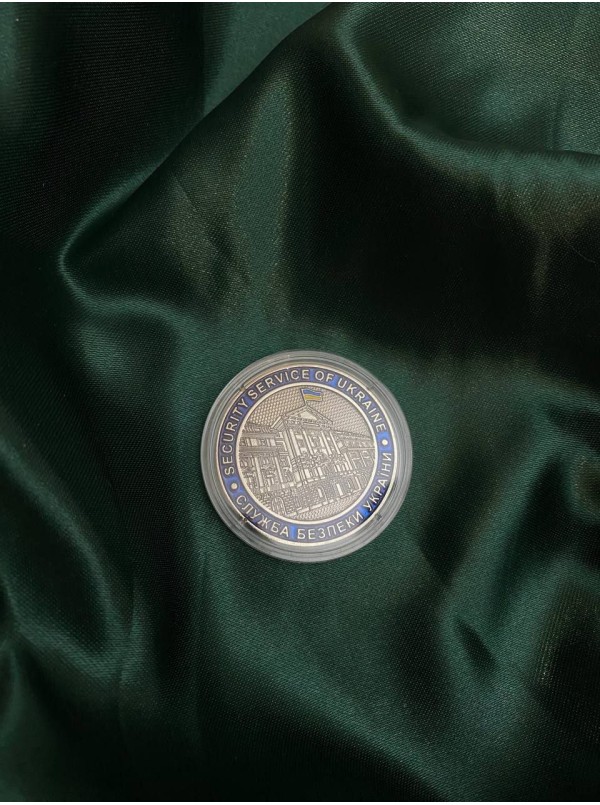 SECURITY SERVICE OF UKRAINE
СЛУЖБА БЕЗПЕКИ УКРАЇНИ